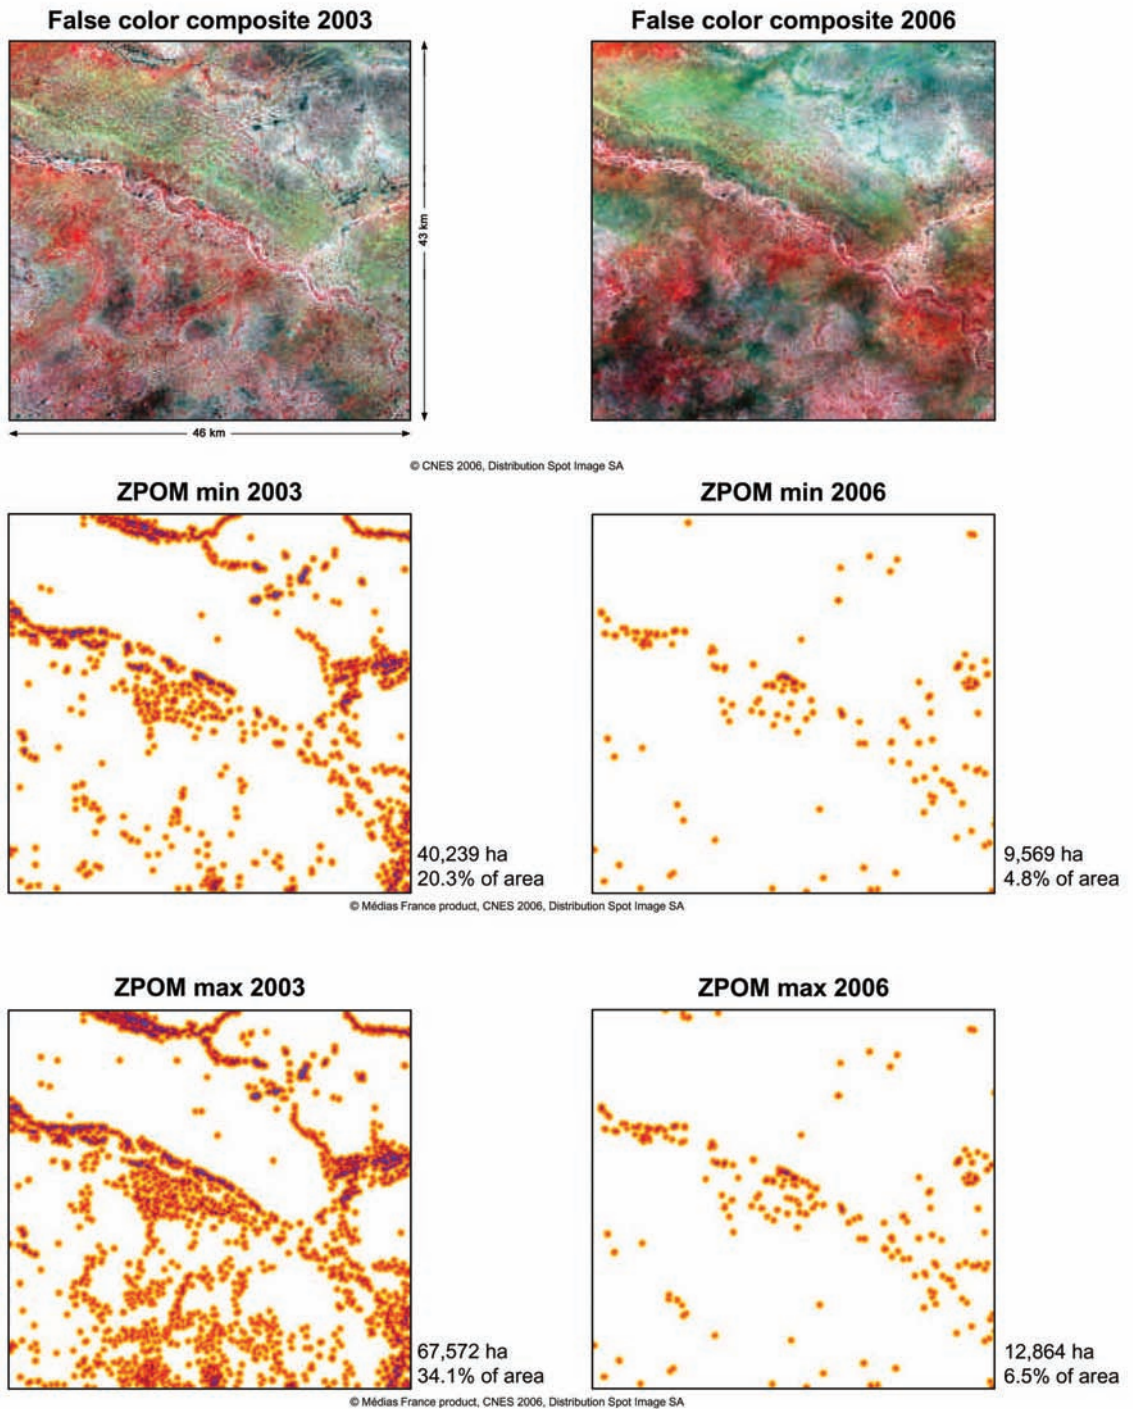 False color composite 2003
False color composite 2006
43 km
46 km
© CNES 2006, Distribution Spot Image SA
ZPOM min 2003
ZPOM min 2006
40,239 ha
20.3% of area
9,569 ha
4.8% of area
© Médias France product, CNES 2006, Distribution Spot Image SA
ZPOM max 2003
ZPOM max 2006
67,572 ha
34.1% of area
12,864 ha
6.5% of area
© Médias France product, CNES 2006, Distribution Spot Image SA